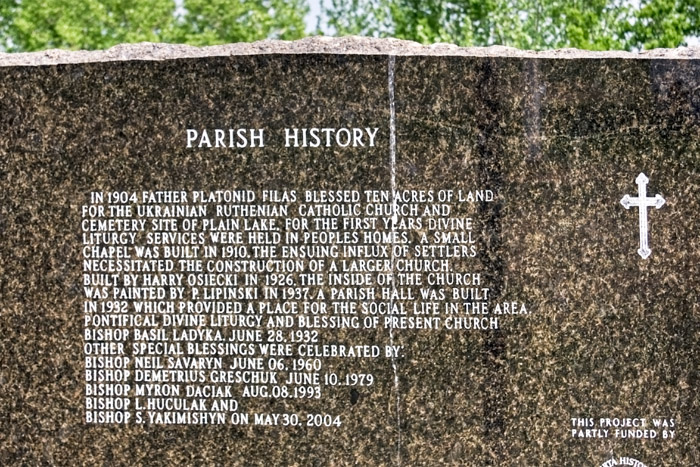 PARISH HISTORY
IN 1904 FATHER PLATONID FILAS BLESSED TEN ACRES OF LAND
FOR THE UKRAINIAN RUTHENIAN CATHOLIC CHURCH AND
CEMETERY SITE OF PLAIN LAKE. FOR THE FIRST YEARS DIVINE
LITURGY SERVICES WERE HELD IN PEOPLES HOMES. A SMALL
CHAPEL WAS BUILT IN 1910. THE ENSUING INFLUX OF SETTLERS
NECESSITATED THE CONSTRUCTION OF A LARGER CHURCH.
BUILT BY HARRY OSIECKI IN 1926. THE INSIDE OF THE CHURCH
WAS PAINTED BY P. LIPINSKI IN 1937. A PARISH HALL WAS BUILT
IN 1932 WHICH PROVIDED A PLACE FOR THE SOCIAL LIFE IN THE AREA.
PONTIFICAL DIVINE LITURGY AND BLESSING OF PRESENT CHURCH
BISHOP BASIL LADYKA. JUNE 28, 1932
OTHER SPECIAL BLESSINGS WERE CELEBRATED BY:
BISHOP NEIL SAVARYN JUNE 06, 1960
BISHOP DEMETRIUS GRESCHUK JUNE 10, 1979
BISHOP MYRON DACIAK AUG. 08, 1993
BISHOP L. HUCULAK AND
BISHOP S. YAKIMISHYN ON MAY 30, 2004
THIS PROJECT WAS
PARTLY FUNDED BY